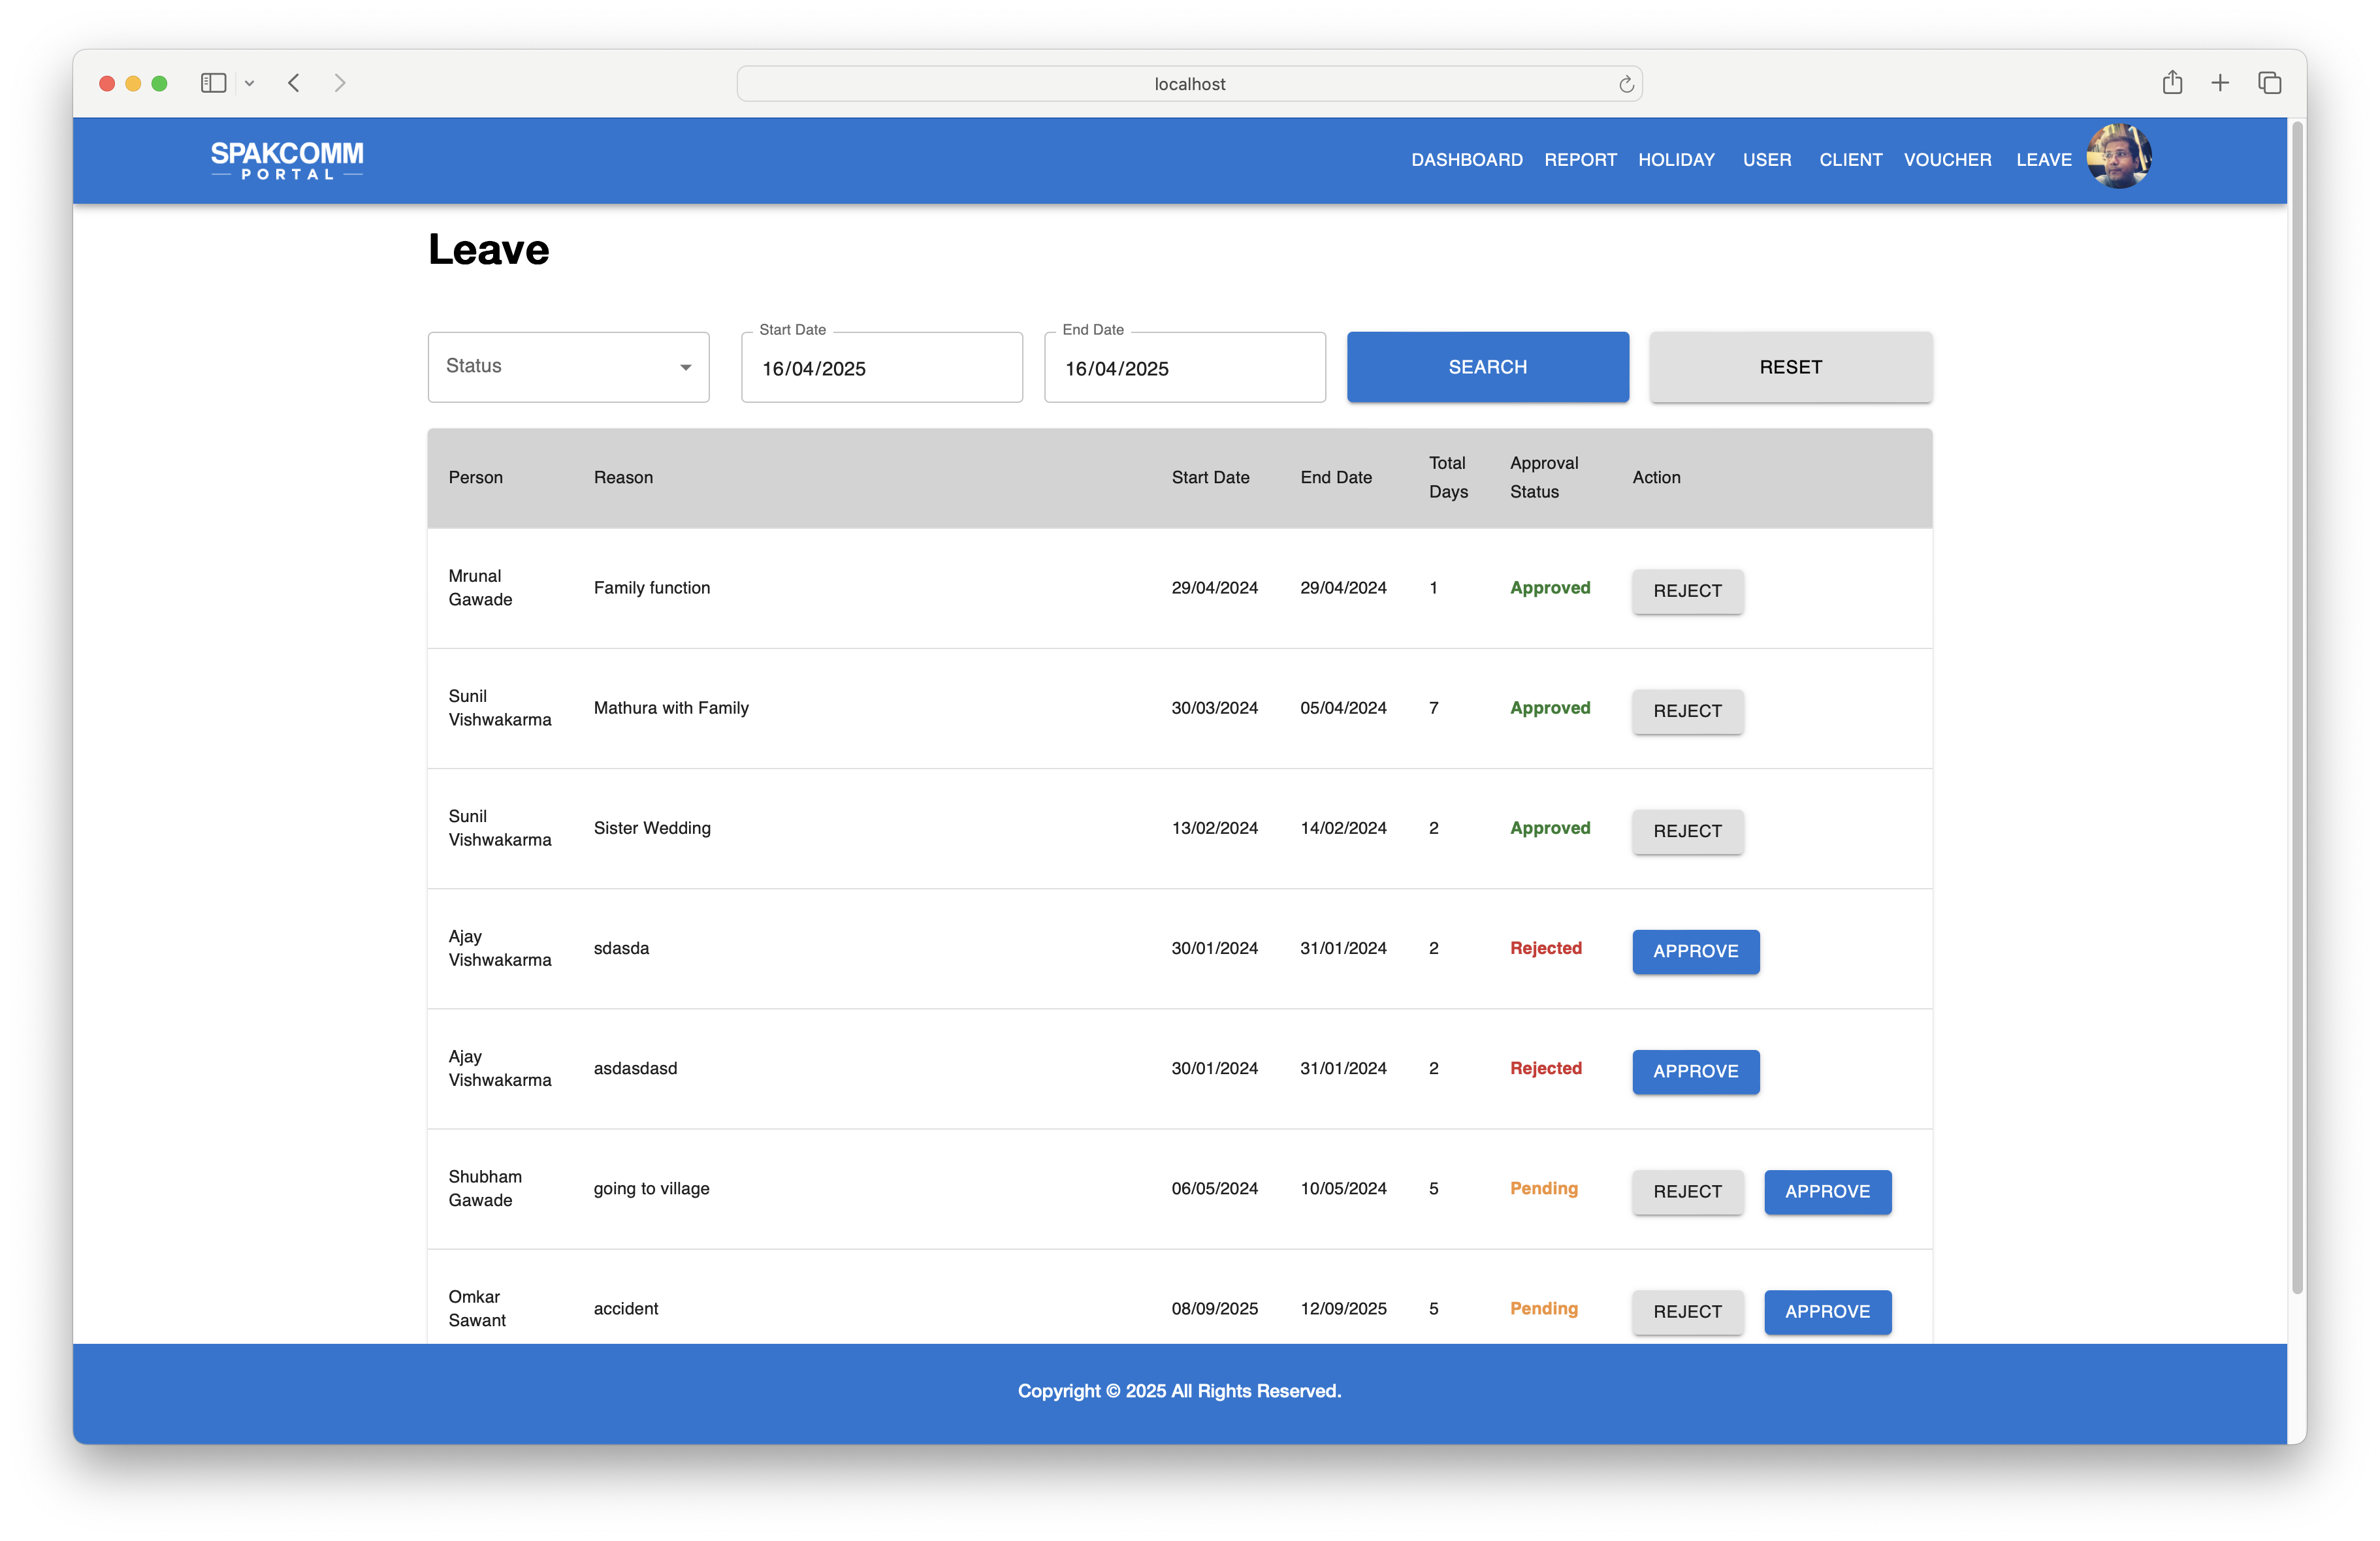 localhost
SPAKCOMM
PORTAL
DASHBOARD REPORT HOLIDAY USER CLIENT VOUCHER LEAVE
Leave
Status
Start Date
16/04/2025
End Date
16/04/2025
SEARCH
RESET
Person Reason Start Date End Date Total Days Approval Status Action
Mrunal Gawade Family function 29/04/2024 29/04/2024 1 Approved REJECT
Sunil Vishwakarma Mathura with Family 30/03/2024 05/04/2024 7 Approved REJECT
Sunil Vishwakarma Sister Wedding 13/02/2024 14/02/2024 2 Approved REJECT
Ajay Vishwakarma sdasda 30/01/2024 31/01/2024 2 Rejected APPROVE
Ajay Vishwakarma asdasdasd 30/01/2024 31/01/2024 2 Rejected APPROVE
Shubham Gawade going to village 06/05/2024 10/05/2024 5 Pending REJECT APPROVE
Omkar Sawant accident 08/09/2025 12/09/2025 5 Pending REJECT APPROVE
Copyright © 2025 All Rights Reserved.